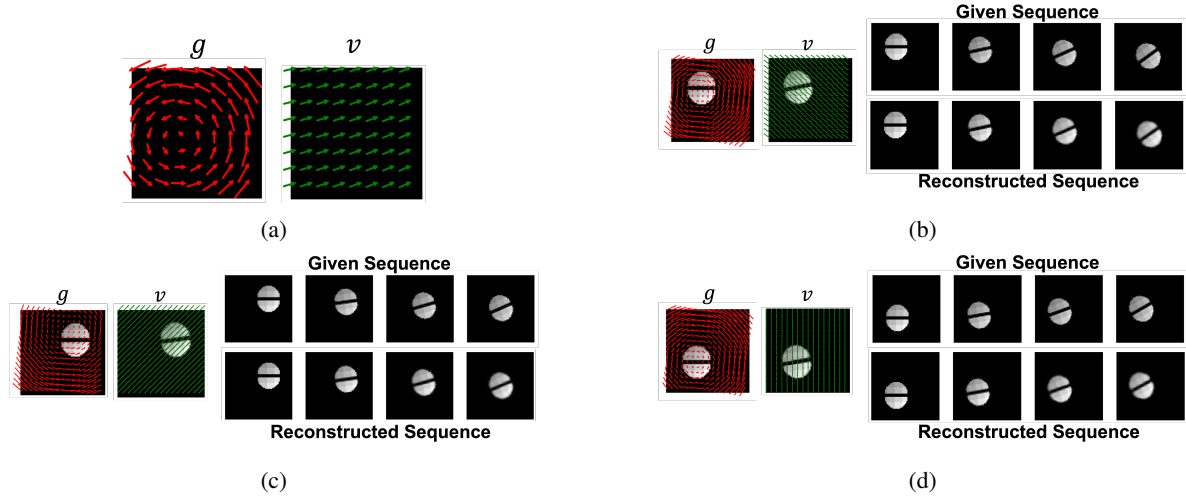 g v
(a)
g v
Given Sequence
Reconstructed Sequence
(b)
g v
Given Sequence
Reconstructed Sequence
(c)
g v
Given Sequence
Reconstructed Sequence
(d)